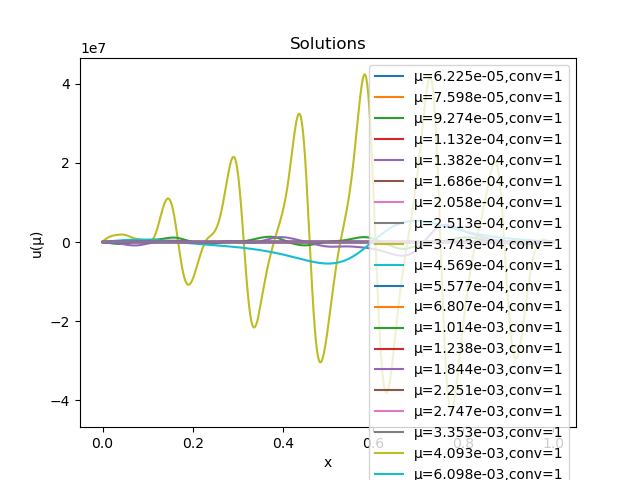 Solutions
1e7
4
2
0
−2
−4
u(μ)
0.0 0.2 0.4 0.6 0.8 1.0
x
μ=6.225e-05,conv=1
μ=7.598e-05,conv=1
μ=9.274e-05,conv=1
μ=1.132e-04,conv=1
μ=1.382e-04,conv=1
μ=1.686e-04,conv=1
μ=2.058e-04,conv=1
μ=2.513e-04,conv=1
μ=3.743e-04,conv=1
μ=4.569e-04,conv=1
μ=5.577e-04,conv=1
μ=6.807e-04,conv=1
μ=1.014e-03,conv=1
μ=1.238e-03,conv=1
μ=1.844e-03,conv=1
μ=2.251e-03,conv=1
μ=2.747e-03,conv=1
μ=3.353e-03,conv=1
μ=4.093e-03,conv=1
μ=6.098e-03,conv=1